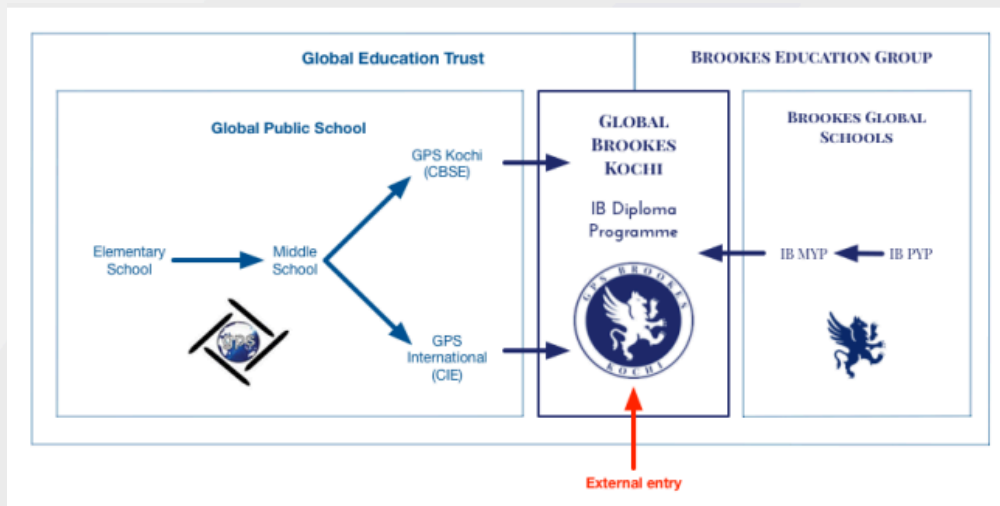 Global Education Trust
BROOKES EDUCATION GROUP
Global Public School
GPS Kochi
(CBSE)
Elementary
School
Middle
School
GPS
International
(CIE)
GPS
GLOBAL
BROOKES
KOCHI
IB Diploma
Programme
GPS BROOKES
KOCHI
BROOKES GLOBAL
SCHOOLS
IB MYP
IB PYP
External entry